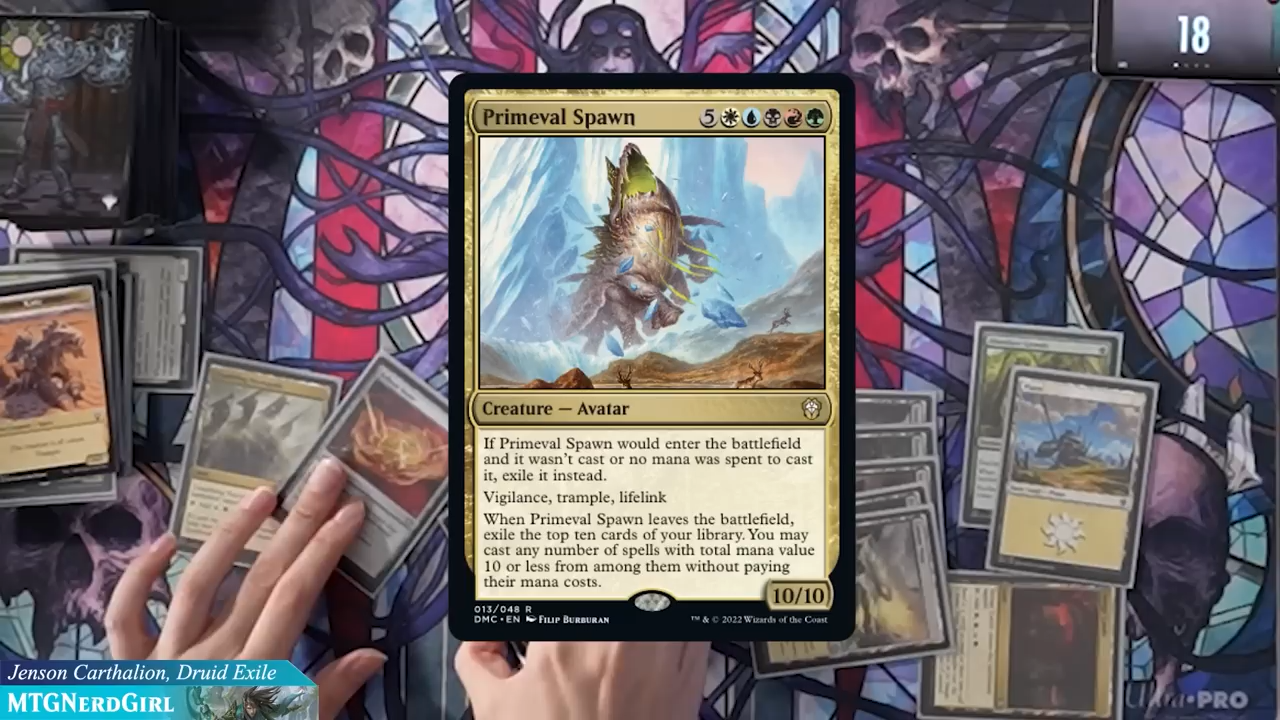 18
Primeval Spawn
5
Creature — Avatar
If Primeval Spawn would enter the battlefield
and it wasn't cast or no mana was spent to cast
it, exile it instead.
Vigilance, trample, lifelink
When Primeval Spawn leaves the battlefield,
exile the top ten cards of your library. You may
cast any number of spells with total mana value
10 or less from among them without paying
their mana costs.
10/10
013/048 R
DMC • EN Filip Burburan
™ & © 2022 Wizards of the Coast
Jenson Carthalion, Druid Exile
MTGNerdGirl
Ultra•PRO